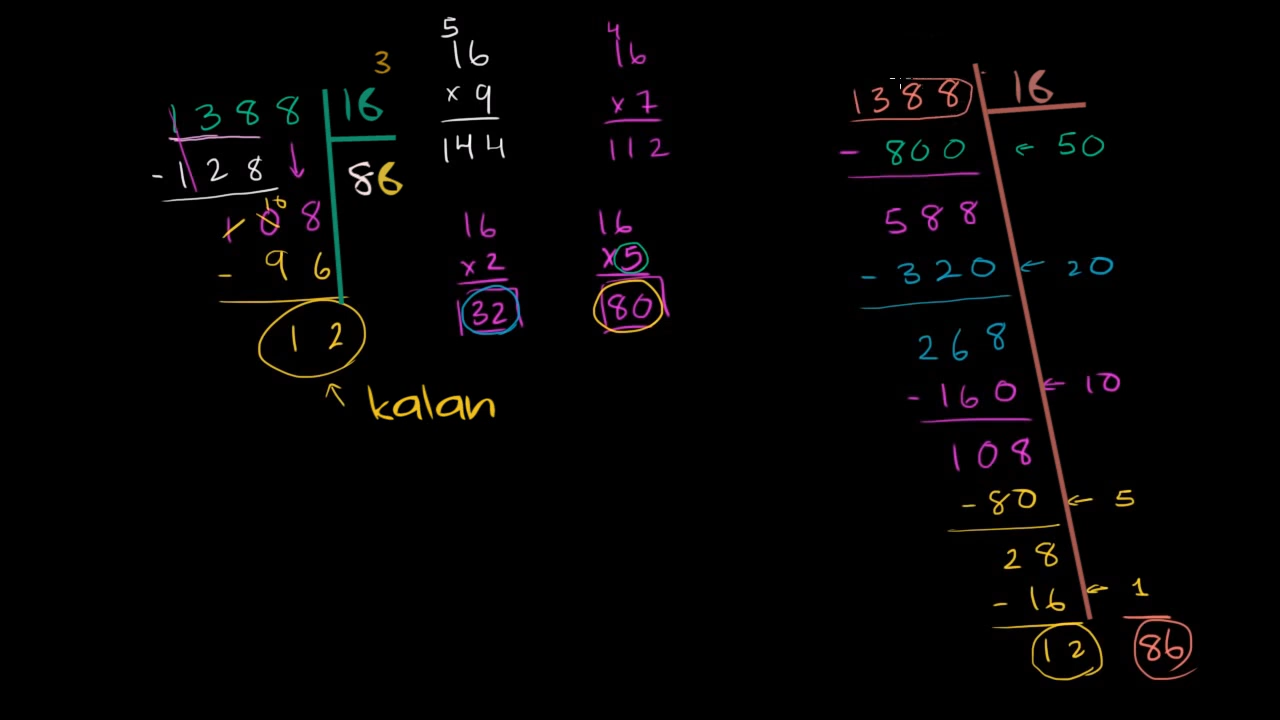 3
1388 16
-128
86
10
108
- 96
12
kalan
5
16
x 9
144
4
16
x 7
112
16
x 2
32
16
x 5
80
1388 16
- 800 ← 50
588
- 320 ← 20
268
- 160 ← 10
108
- 80 ← 5
28
- 16 ← 1
12 86